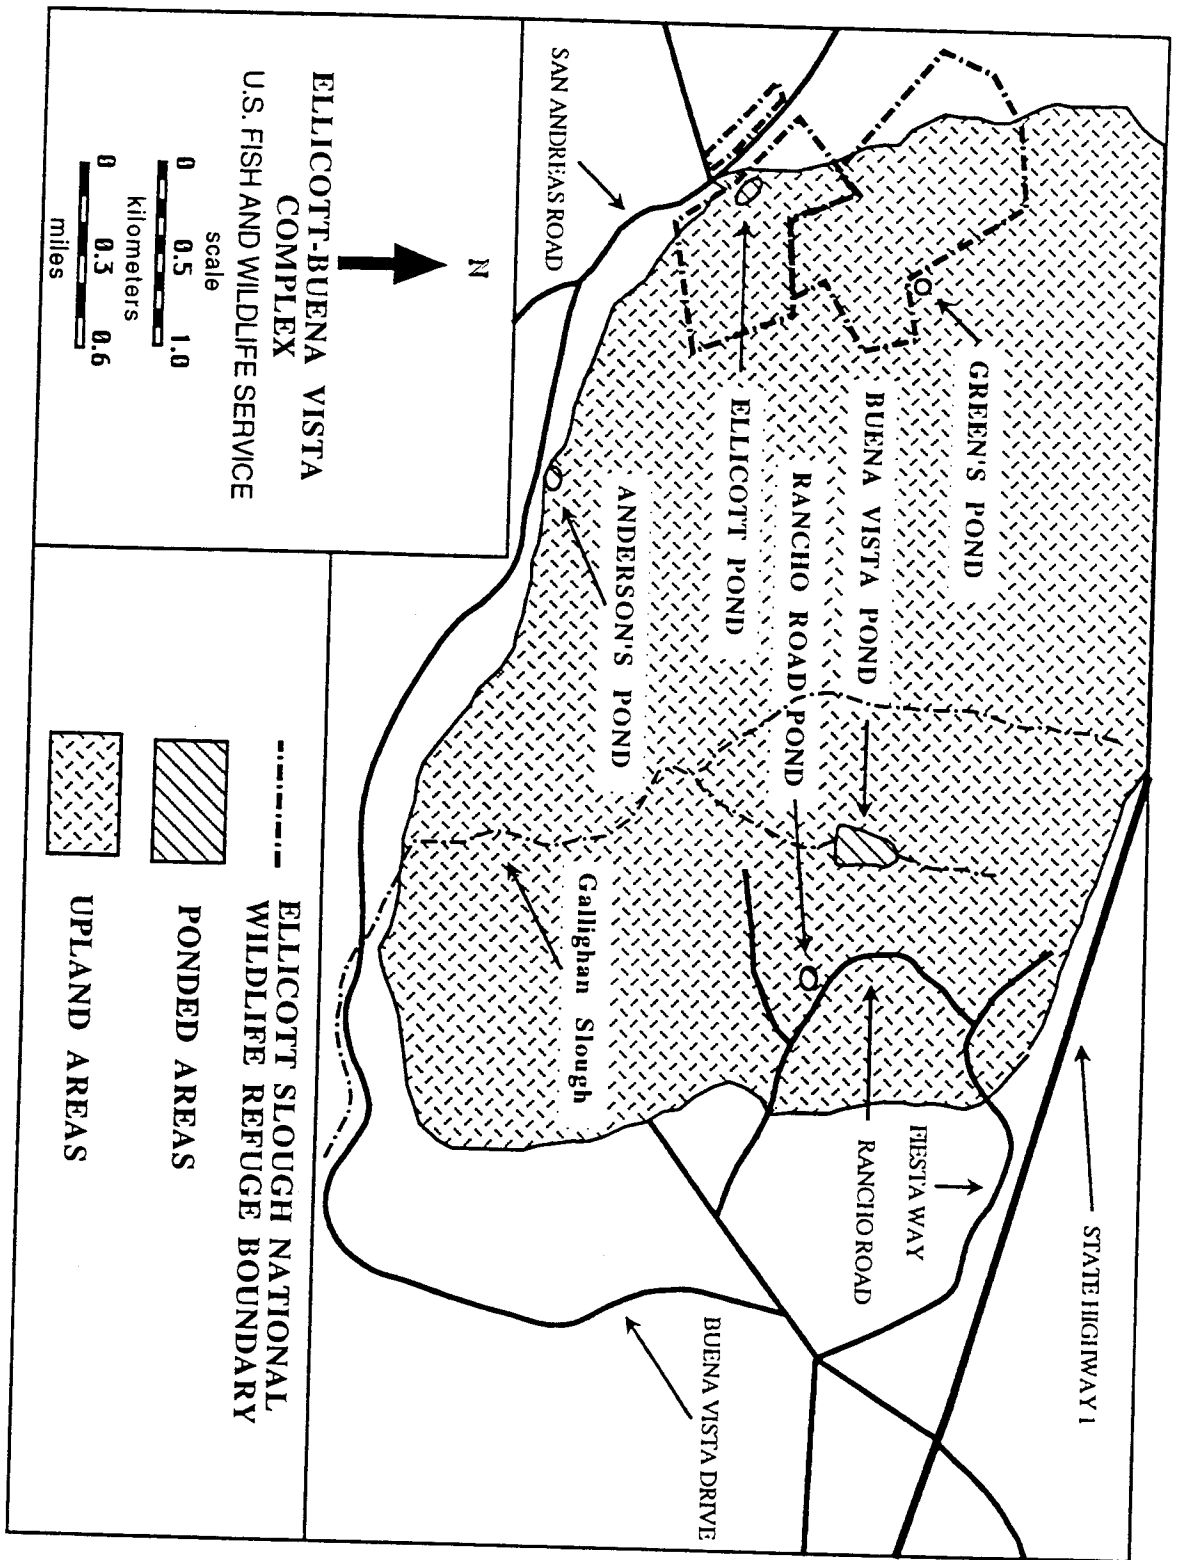 STATE HIGHWAY 1
FIESTA WAY
RANCHO ROAD
GREEN'S POND
BUENA VISTA POND
RANCHO ROAD POND
ELLICOTT POND
BUENA VISTA DRIVE
ANDERSON'S POND
Gallighan Slough
SAN ANDREAS ROAD
N
ELLICOTT-BUENA VISTA
COMPLEX
U.S. FISH AND WILDLIFE SERVICE
scale
0 0.5 1.0
kilometers
0 0.3 0.6
miles
ELLICOTT SLOUGH NATIONAL
WILDLIFE REFUGE BOUNDARY
PONDED AREAS
UPLAND AREAS